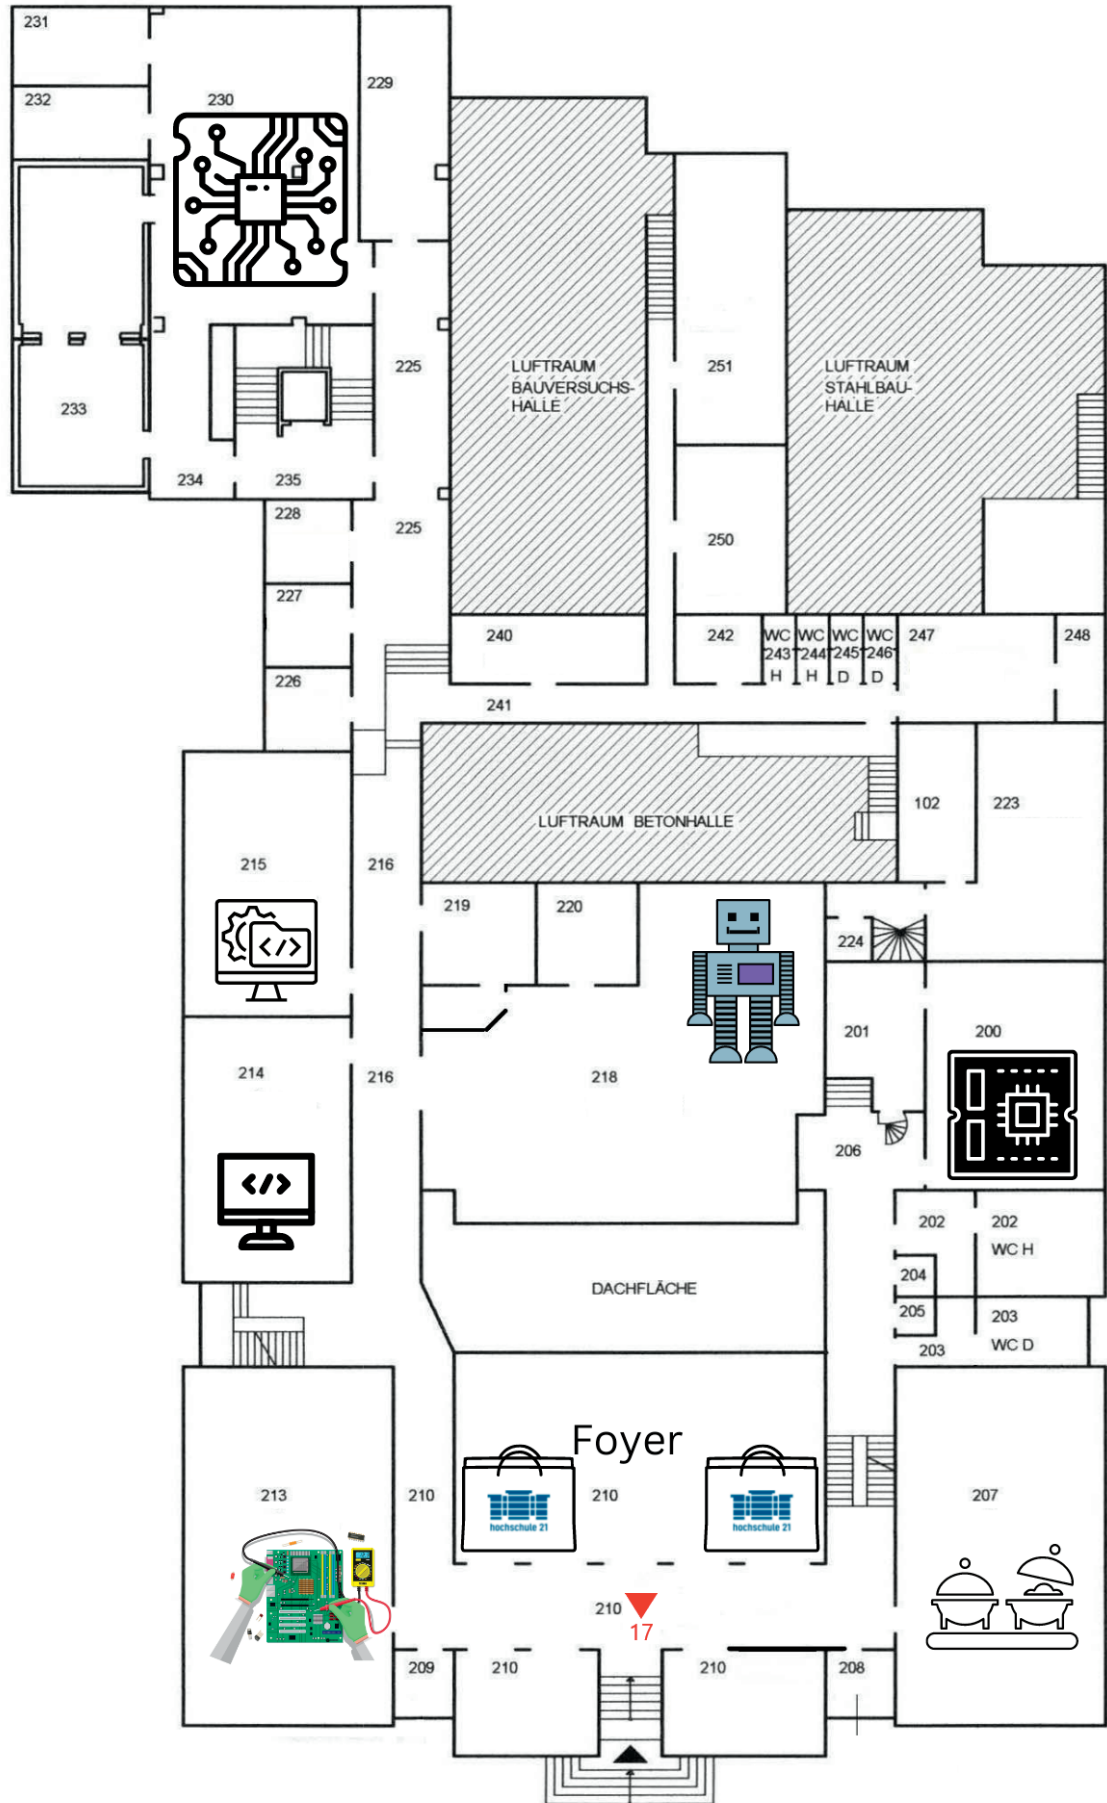 231
232
230
229
233
234
235
225
225
228
227
226
LUFTRAUM
BAUVERSUCHS-
HALLE
251
250
LUFTRAUM
STAHLBAU-
HALLE
240
242
WC
243
H
WC
244
H
WC
245
D
WC
246
D
247
248
241
LUFTRAUM BETONHALLE
102
223
215
216
219
220
224
</>
201
200
214
216
218
206
</>
202
202
WC H
204
205
203
WC D
203
DACHFLÄCHE
Foyer
213
210
210
207
hochschule 21
hochschule 21
210
17
209
210
210
208